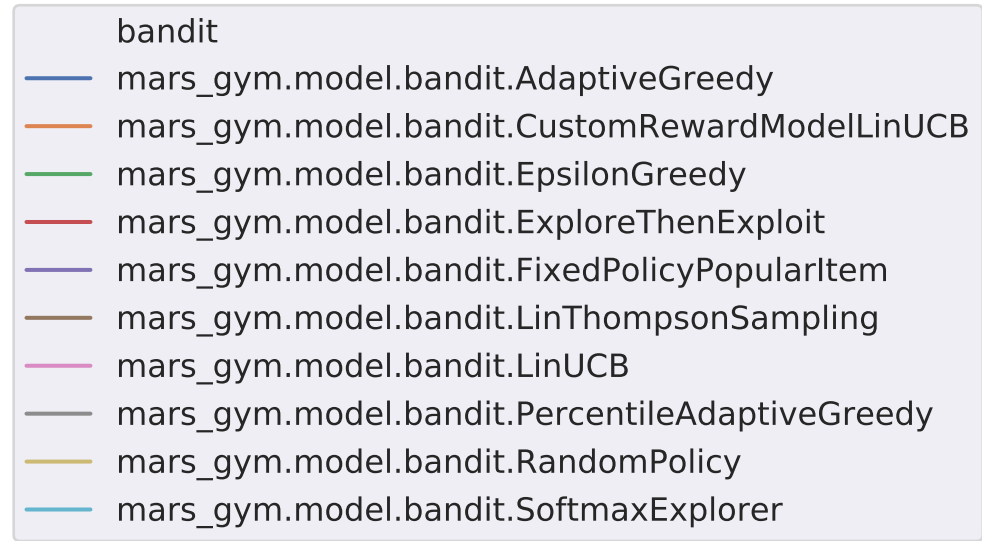 bandit
mars_gym.model.bandit.AdaptiveGreedy
mars_gym.model.bandit.CustomRewardModelLinUCB
mars_gym.model.bandit.EpsilonGreedy
mars_gym.model.bandit.ExploreThenExploit
mars_gym.model.bandit.FixedPolicyPopularItem
mars_gym.model.bandit.LinThompsonSampling
mars_gym.model.bandit.LinUCB
mars_gym.model.bandit.PercentileAdaptiveGreedy
mars_gym.model.bandit.RandomPolicy
mars_gym.model.bandit.SoftmaxExplorer